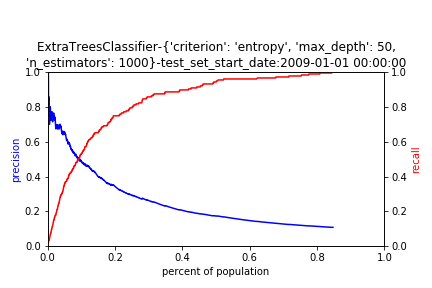 ExtraTreesClassifier-{'criterion': 'entropy', 'max_depth': 50,
'n_estimators': 1000}-test_set_start_date:2009-01-01 00:00:00
1.0 1.0
0.8 0.8
0.6 0.6
precision recall
0.4 0.4
0.2 0.2
0.0 0.0
0.0 0.2 0.4 0.6 0.8 1.0
percent of population